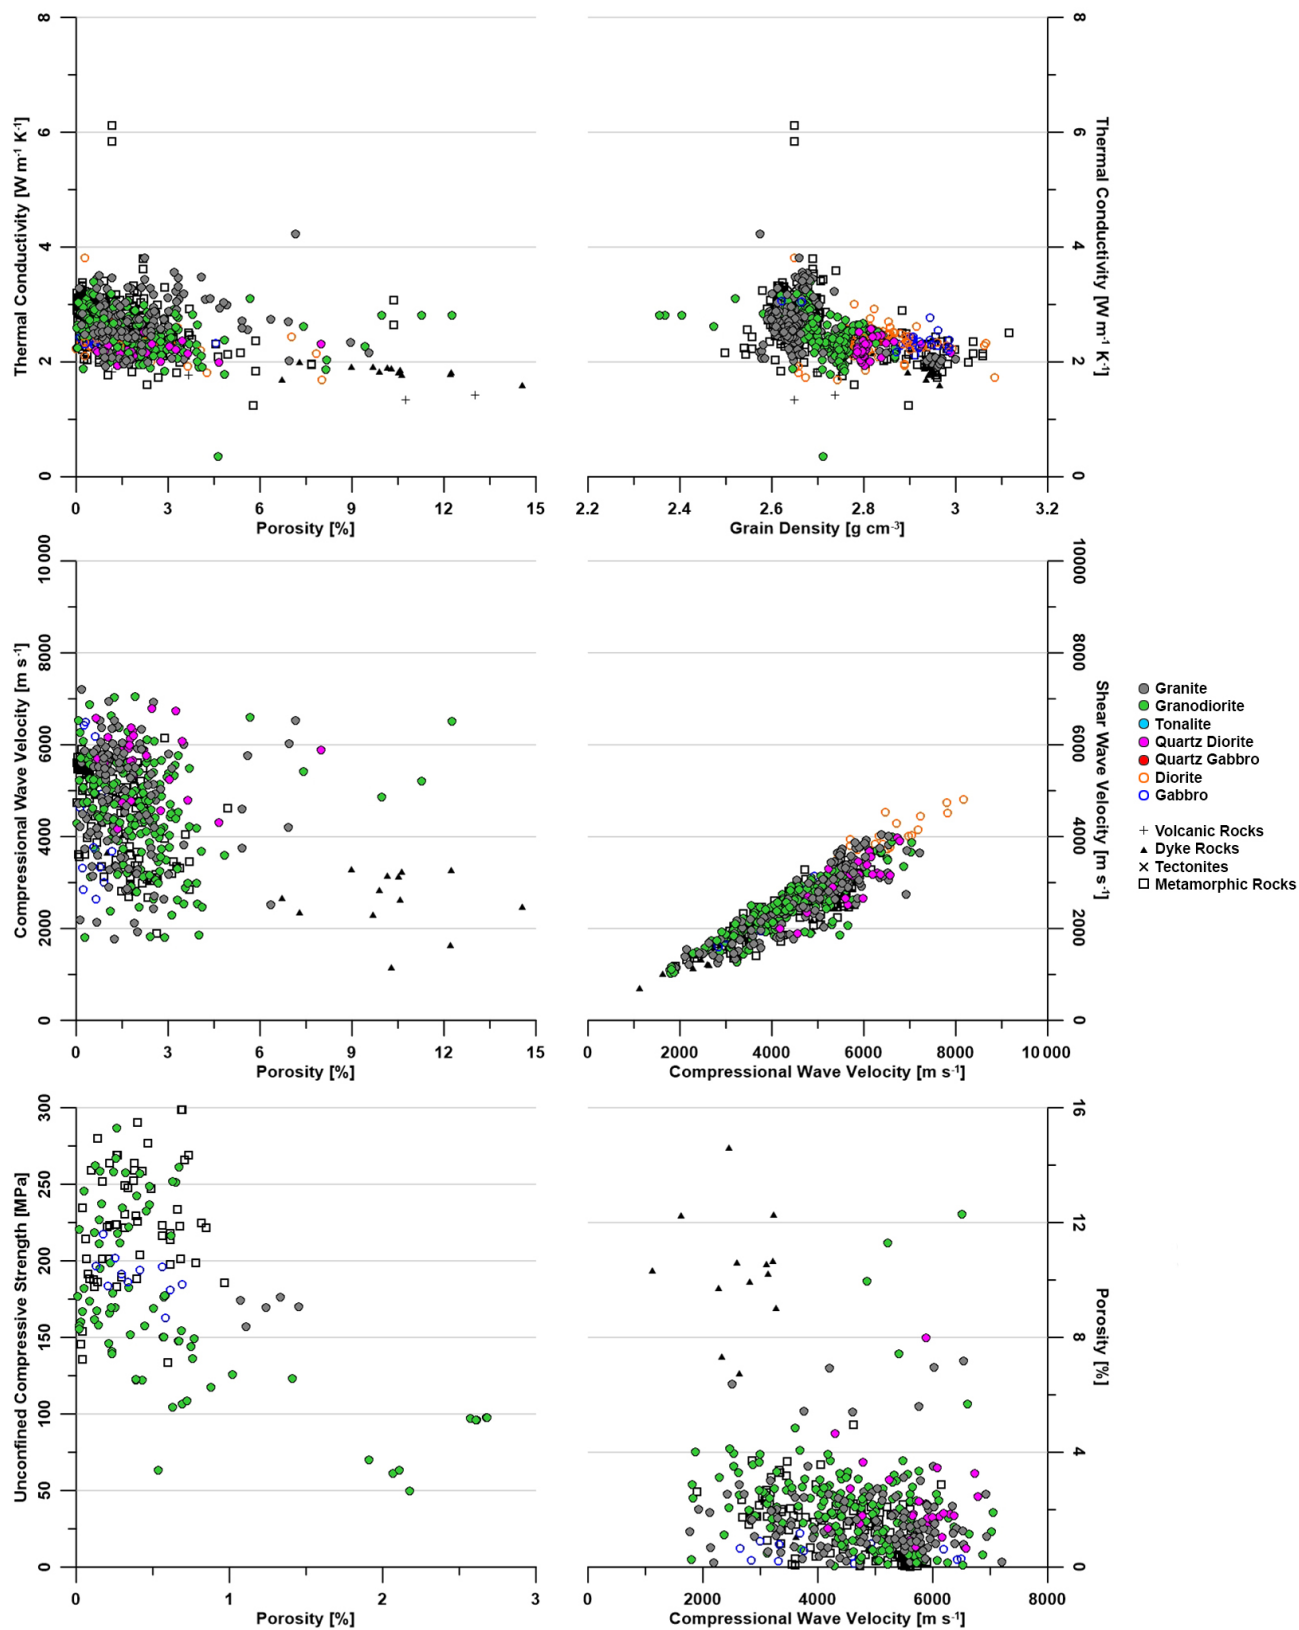 8
8
6
6
4
4
2
2
0
0
Thermal Conductivity [W m-1 K-1]
Thermal Conductivity [W m-1 K-1]
0 3 6 9 12 15
2.2 2.4 2.6 2.8 3 3.2
Porosity [%]
Grain Density [g cm-3]
10000
10000
8000
8000
6000
6000
4000
4000
2000
2000
0
0
Compressional Wave Velocity [m s-1]
Shear Wave Velocity [m s-1]
0 3 6 9 12 15
0 2000 4000 6000 8000 10000
Porosity [%]
Compressional Wave Velocity [m s-1]
Granite
Granodiorite
Tonalite
Quartz Diorite
Quartz Gabbro
Diorite
Gabbro
Volcanic Rocks
Dyke Rocks
Tectonites
Metamorphic Rocks
300
250
200
150
100
50
0
Unconfined Compressive Strength [MPa]
16
12
8
4
0
Porosity [%]
0 1 2 3
2000 4000 6000 8000
Porosity [%]
Compressional Wave Velocity [m s-1]
0